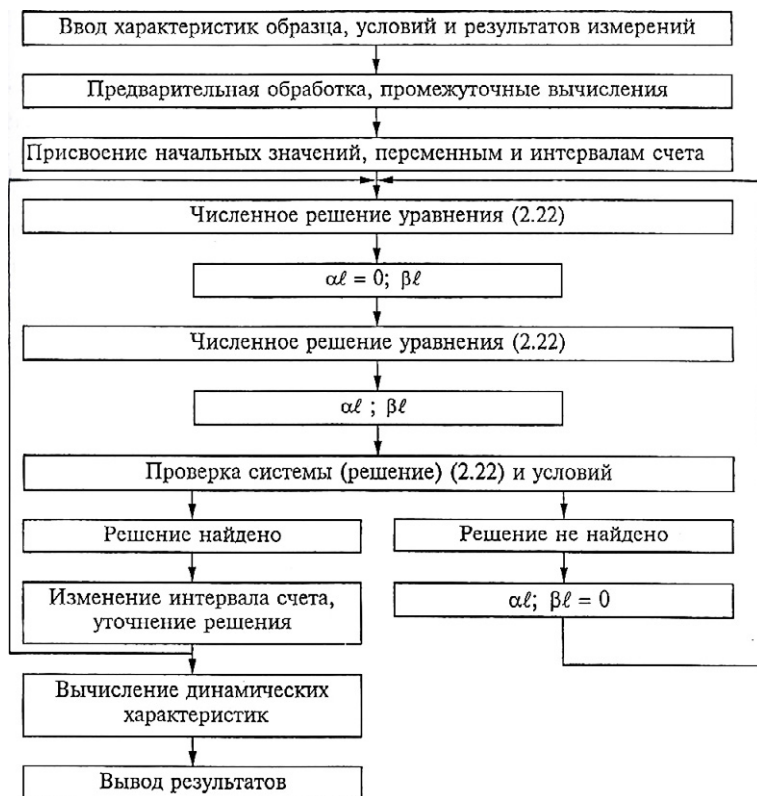 Ввод характеристик образца, условий и результатов измерений
Предварительная обработка, промежуточные вычисления
Присвоение начальных значений, переменным и интервалам счета
Численное решение уравнения (2.22)
αℓ = 0; βℓ
Численное решение уравнения (2.22)
αℓ ; βℓ
Проверка системы (решение) (2.22) и условий
Решение найдено
Решение не найдено
Изменение интервала счета,
уточнение решения
αℓ; βℓ = 0
Вычисление динамических
характеристик
Вывод результатов